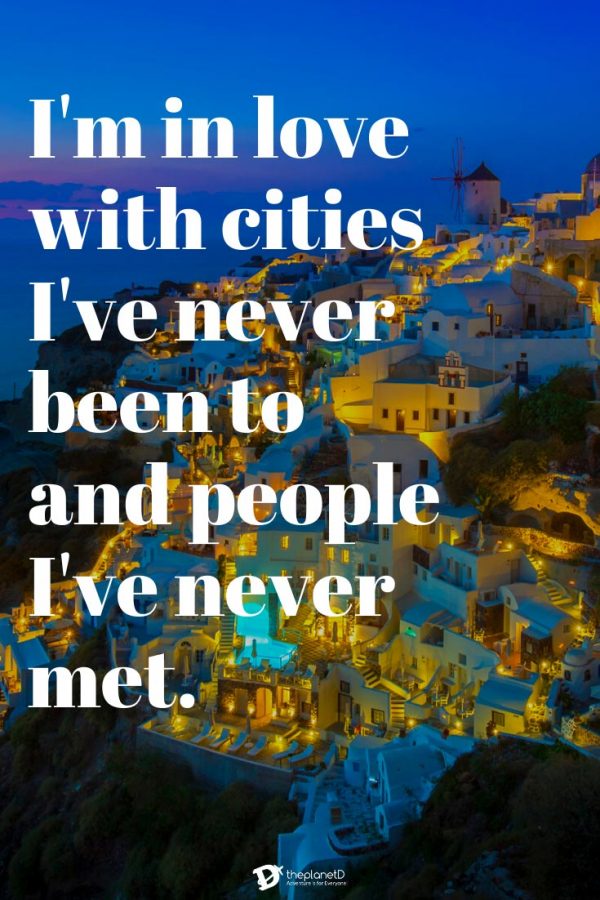 I'm in love
with cities
I've never
been to
and people
I've never
met.
theplanetD
Adventure is for Everyone